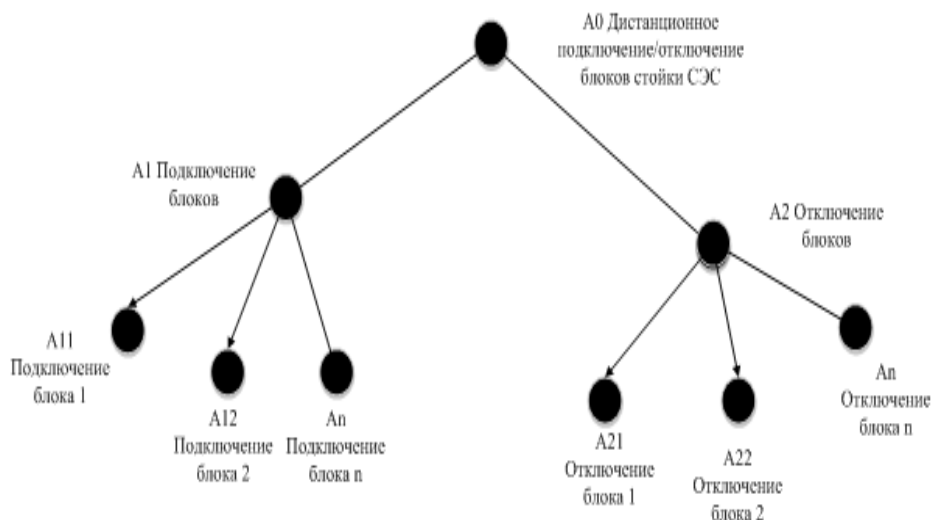 А0 Дистанционное
подключение/отключение
блоков стойки СЭС
А1 Подключение
блоков
А2 Отключение
блоков
А11
Подключение
блока 1
А12
Подключение
блока 2
Аn
Подключение
блока n
А21
Отключение
блока 1
А22
Отключение
блока 2
Аn
Отключение
блока n